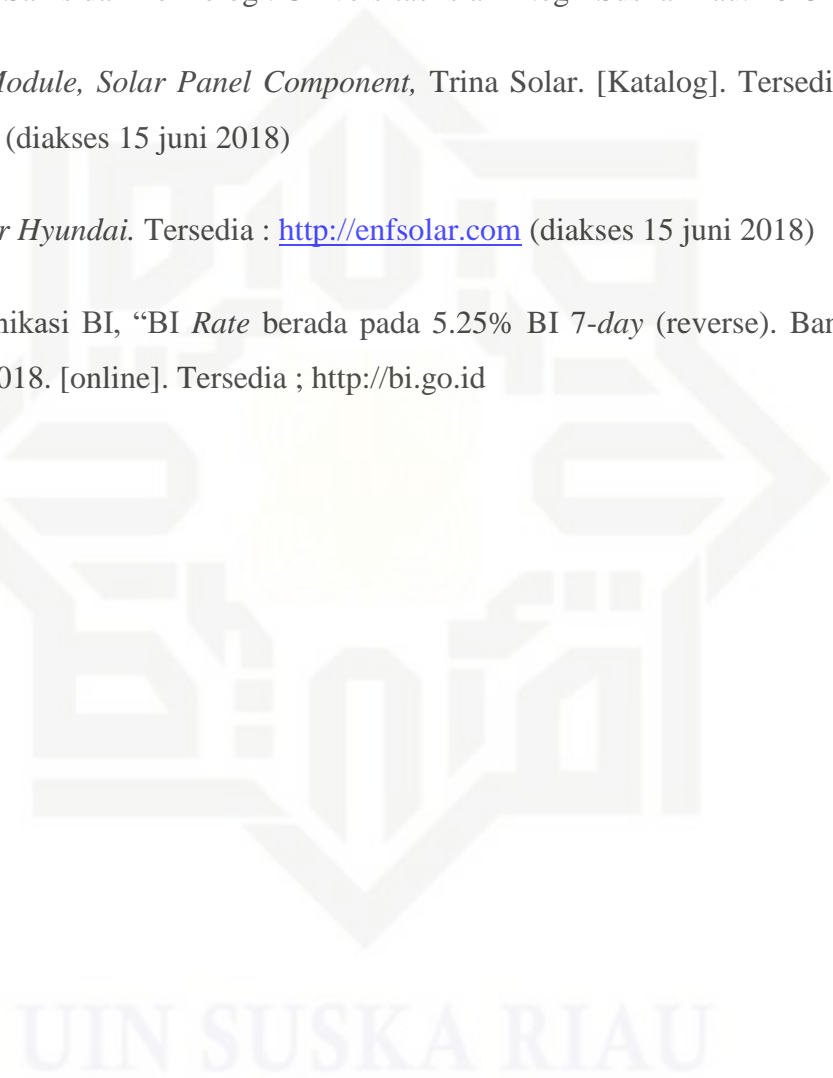 Module, Solar Panel Component, Trina Solar. [Katalog]. Tersedi
(diakses 15 juni 2018)
r Hyundai. Tersedia : http://enfsolar.com (diakses 15 juni 2018)
nikasi BI, “BI Rate berada pada 5.25% BI 7-day (reverse). Ban
018. [online]. Tersedia ; http://bi.go.id
UIN SUSKA RIAU